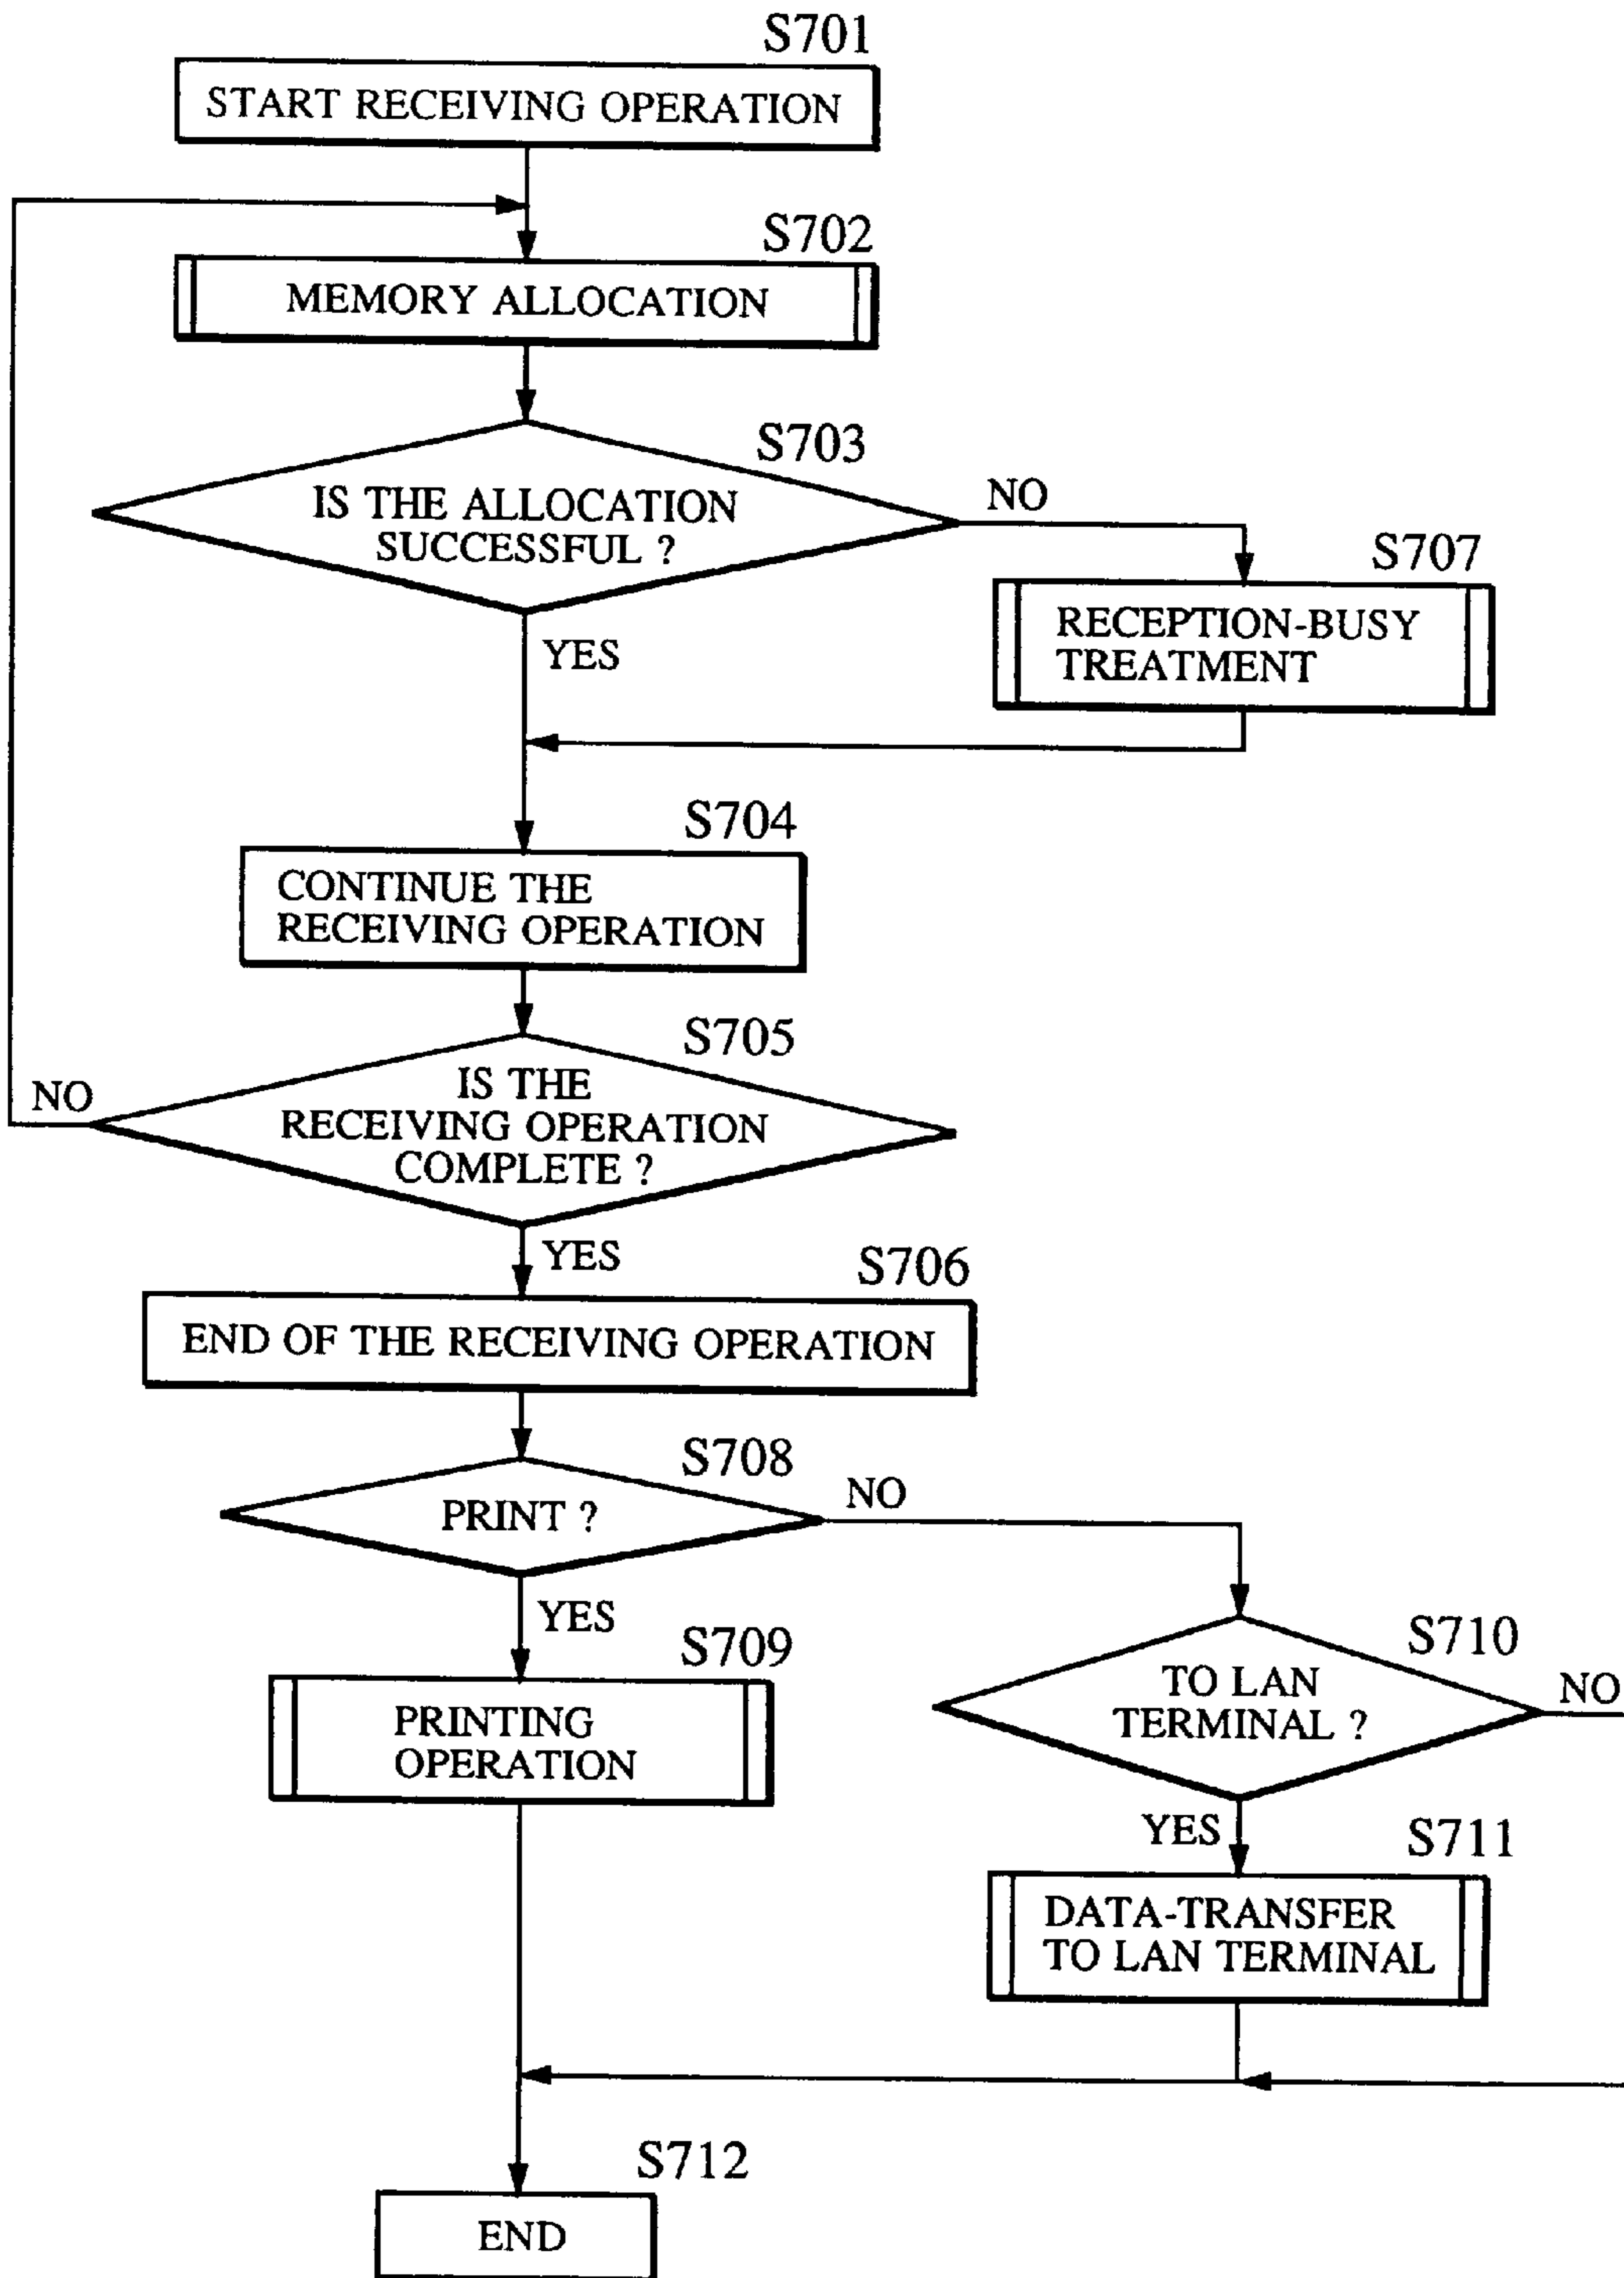 S701
START RECEIVING OPERATION
S702
MEMORY ALLOCATION
S703
IS THE ALLOCATION
SUCCESSFUL ?
NO
S707
RECEPTION-BUSY
TREATMENT
YES
S704
CONTINUE THE
RECEIVING OPERATION
S705
IS THE
RECEIVING OPERATION
COMPLETE ?
NO
YES
S706
END OF THE RECEIVING OPERATION
S708
PRINT ?
NO
YES
S709
PRINTING
OPERATION
S710
TO LAN
TERMINAL ?
NO
YES
S711
DATA-TRANSFER
TO LAN TERMINAL
S712
END